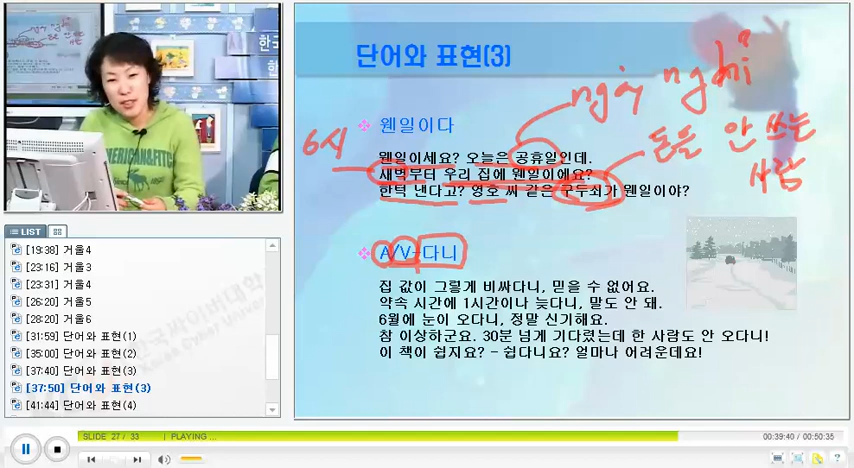 단어와 표현(3)
ngày nghỉ
웬일이다
6시
돈을 안 쓰는
사람
웬일이세요? 오늘은 공휴일인데.
새벽부터 우리 집에 웬일이에요?
한턱 낸다고? 영호 씨 같은 구두쇠가 웬일이야?
A/V-다니
집 값이 그렇게 비싸다니, 믿을 수 없어요.
약속 시간에 1시간이나 늦다니, 말도 안 돼.
6월에 눈이 오다니, 정말 신기해요.
참 이상하군요. 30분 넘게 기다렸는데 한 사람도 안 오다니!
이 책이 쉽지요? - 쉽다니요? 얼마나 어려운데요!
LIST
[19:38] 거울4
[23:16] 거울3
[23:31] 거울4
[26:20] 거울5
[28:20] 거울6
[31:59] 단어와 표현(1)
[35:00] 단어와 표현(2)
[37:40] 단어와 표현(3)
[37:50] 단어와 표현(3)
[41:44] 단어와 표현(4)
SLIDE 27 / 33 | PLAYING ...
00:39:40 / 00:50:35